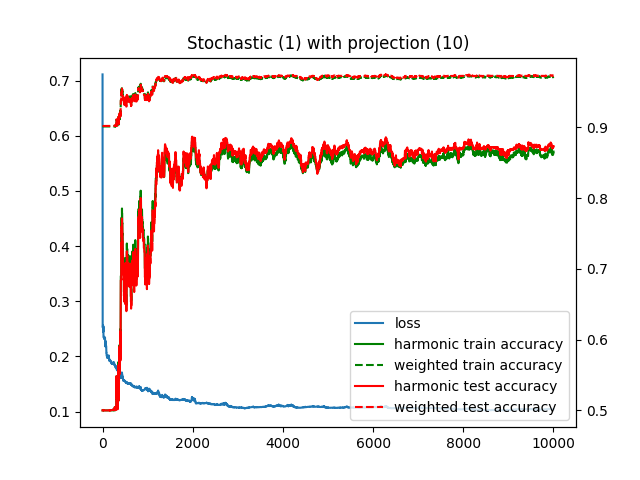 Stochastic (1) with projection (10)
0.7
0.6
0.5
0.4
0.3
0.2
0.1
0.9
0.8
0.7
0.6
0.5
loss
harmonic train accuracy
weighted train accuracy
harmonic test accuracy
weighted test accuracy
0 2000 4000 6000 8000 10000